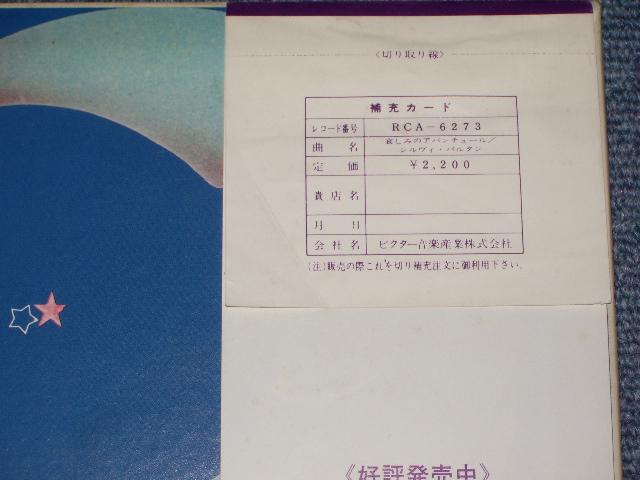 〈切り取り線〉
補充カード
レコード番号 RCA-6273
曲名 哀しみのアバンチュール/
シルヴィ・バルタン
定価 ¥2,200
貴店名
月日
会社名 ビクター音楽産業株式会社
(注)販売の際これを切り補充注文に御利用下さい。
《好評発売中》